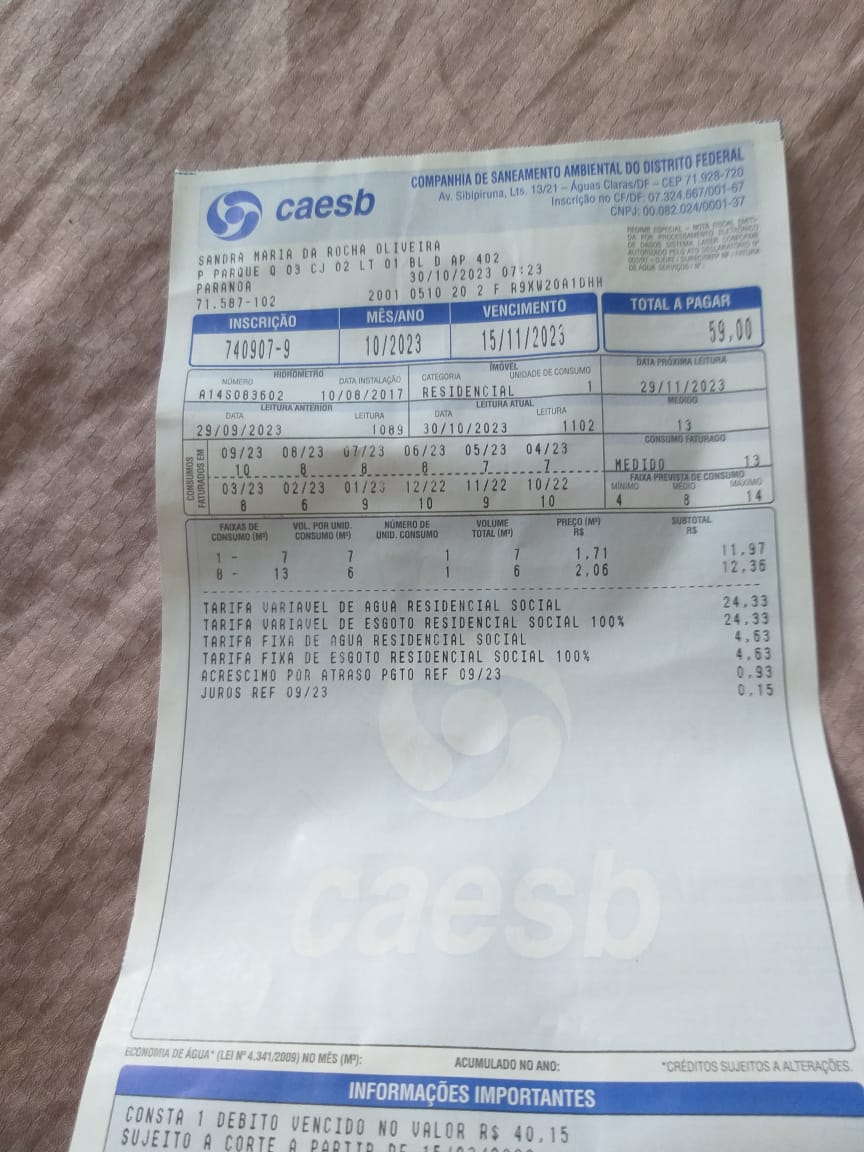 caesb
COMPANHIA DE SANEAMENTO AMBIENTAL DO DISTRITO FEDERAL
Av. Sibipiruna, Lts. 13/21 – Águas Claras/DF – CEP 71.928-720
Inscrição no CF/DF: 07.324.667/001-67
CNPJ: 00.082.024/0001-37
SANDRA MARIA DA ROCHA OLIVEIRA
P PARQUE Q 03 CJ 02 LT 01 BL D AP 402
PARANOA 30/10/2023 07:23
71.587-102 2001 0510 20 2 F R9XW20A1DHH
INSCRIÇÃO MÊS/ANO VENCIMENTO TOTAL A PAGAR
740907-9 10/2023 15/11/2023 59,00
HIDRÔMETRO IMÓVEL DATA PRÓXIMA LEITURA
NÚMERO DATA INSTALAÇÃO CATEGORIA UNIDADE DE CONSUMO
A14S083602 10/08/2017 RESIDENCIAL 1 29/11/2023
LEITURA ANTERIOR LEITURA ATUAL MEDIDO
DATA LEITURA DATA LEITURA
29/09/2023 1089 30/10/2023 1102 13
CONSUMOS FATURADOS EM
09/23 08/23 07/23 06/23 05/23 04/23
10 8 8 8 7 7
03/23 02/23 01/23 12/22 11/22 10/22
8 6 9 10 9 10
CONSUMO FATURADO
MEDIDO 13
FAIXA PREVISTA DE CONSUMO
MÍNIMO MÉDIO MÁXIMO
4 8 14
FAIXAS DE CONSUMO (M³) VOL. POR UNID. CONSUMO (M³) NÚMERO DE UNID. CONSUMO VOLUME TOTAL (M³) PREÇO (M³) R$ SUBTOTAL R$
1 - 7 7 1 7 1,71 11,97
8 - 13 6 1 6 2,06 12,36
TARIFA VARIAVEL DE AGUA RESIDENCIAL SOCIAL 24,33
TARIFA VARIAVEL DE ESGOTO RESIDENCIAL SOCIAL 100% 24,33
TARIFA FIXA DE AGUA RESIDENCIAL SOCIAL 4,63
TARIFA FIXA DE ESGOTO RESIDENCIAL SOCIAL 100% 4,63
ACRESCIMO POR ATRASO PGTO REF 09/23 0,93
JUROS REF 09/23 0,15
caesb
ECONOMIA DE ÁGUA* (LEI Nº 4.341/2009) NO MÊS (M³): ACUMULADO NO ANO: *CRÉDITOS SUJEITOS A ALTERAÇÕES.
INFORMAÇÕES IMPORTANTES
CONSTA 1 DEBITO VENCIDO NO VALOR R$ 40,15
SUJEITO A CORTE A PARTIR DE